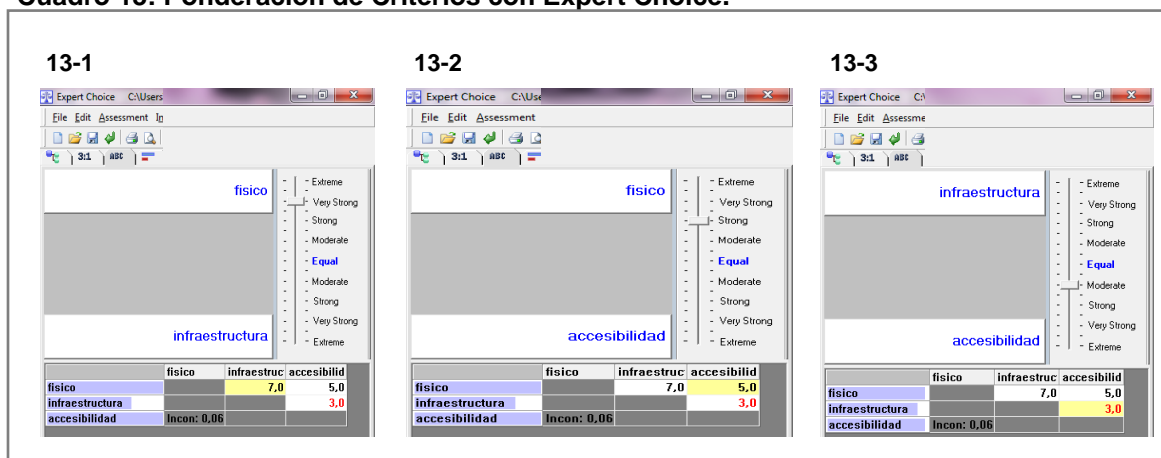 Cuadro 13: Ponderación de Criterios con Expert Choice.
13-1
Expert Choice C:\Users
File Edit Assessment In
3:1 ABC
fisico
Extreme
Very Strong
Strong
Moderate
Equal
Moderate
Strong
Very Strong
Extreme
infraestructura
fisico infraestruc accesibilid
fisico 7,0 5,0
infraestructura 3,0
accesibilidad Incon: 0,06
13-2
Expert Choice C:\Use
File Edit Assessment
3:1 ABC
fisico
Extreme
Very Strong
Strong
Moderate
Equal
Moderate
Strong
Very Strong
Extreme
accesibilidad
fisico infraestruc accesibilid
fisico 7,0 5,0
infraestructura 3,0
accesibilidad Incon: 0,06
13-3
Expert Choice C:\
File Edit Assessme
3:1 ABC
infraestructura
Extreme
Very Strong
Strong
Moderate
Equal
Moderate
Strong
Very Strong
Extreme
accesibilidad
fisico infraestruc accesibilid
fisico 7,0 5,0
infraestructura 3,0
accesibilidad Incon: 0,06